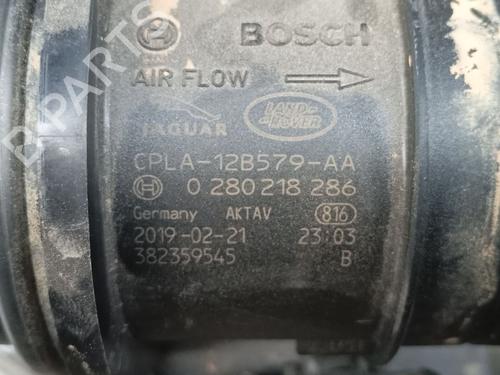 BOSCH
AIR FLOW
JAGUAR LAND-ROVER
CPLA-12B579-AA
0 280 218 286
Germany AKTAV 816
2019-02-21 23:03
382359545 B